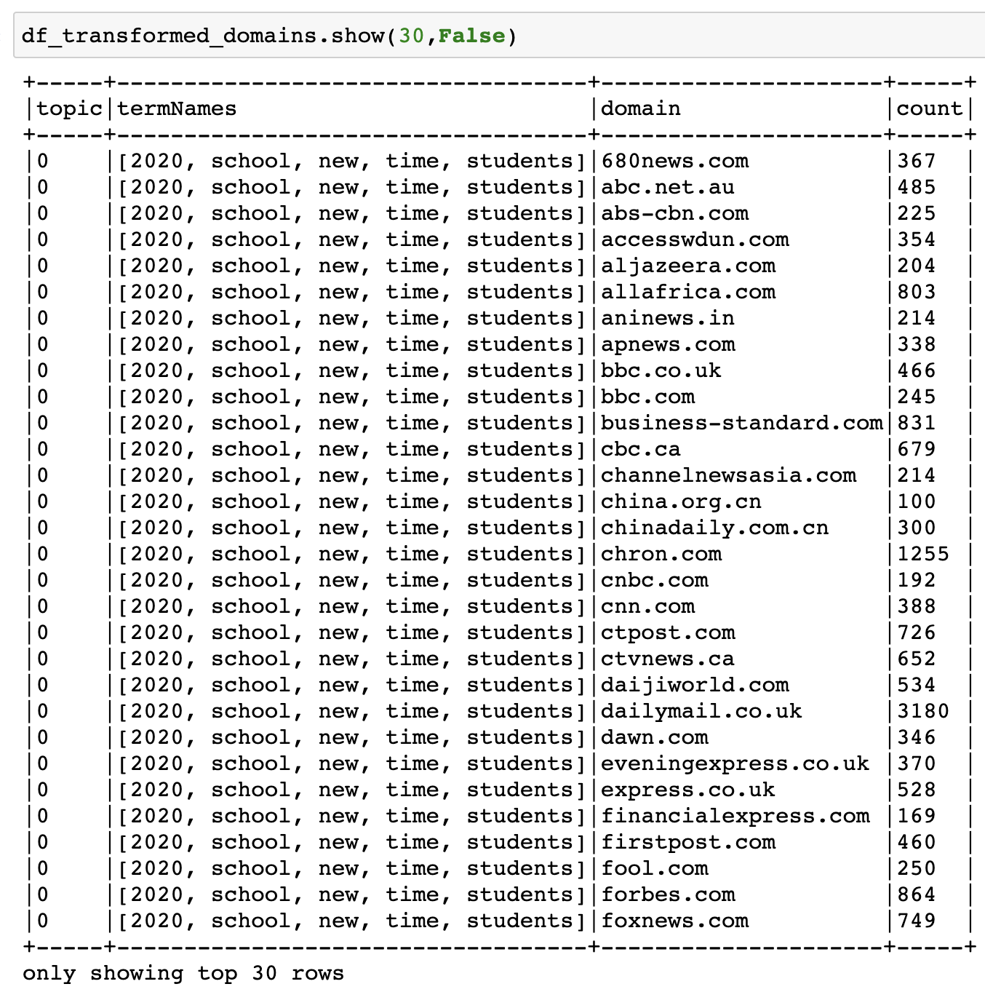 df_transformed_domains.show(30,False)
+-----+-----------------------------------+---------------------+-----+
|topic|termNames                          |domain               |count|
+-----+-----------------------------------+---------------------+-----+
|0    |[2020, school, new, time, students]|680news.com          |367  |
|0    |[2020, school, new, time, students]|abc.net.au           |485  |
|0    |[2020, school, new, time, students]|abs-cbn.com          |225  |
|0    |[2020, school, new, time, students]|accesswdun.com       |354  |
|0    |[2020, school, new, time, students]|aljazeera.com        |204  |
|0    |[2020, school, new, time, students]|allafrica.com        |803  |
|0    |[2020, school, new, time, students]|aninews.in           |214  |
|0    |[2020, school, new, time, students]|apnews.com           |338  |
|0    |[2020, school, new, time, students]|bbc.co.uk            |466  |
|0    |[2020, school, new, time, students]|bbc.com              |245  |
|0    |[2020, school, new, time, students]|business-standard.com|831  |
|0    |[2020, school, new, time, students]|cbc.ca               |679  |
|0    |[2020, school, new, time, students]|channelnewsasia.com  |214  |
|0    |[2020, school, new, time, students]|china.org.cn         |100  |
|0    |[2020, school, new, time, students]|chinadaily.com.cn    |300  |
|0    |[2020, school, new, time, students]|chron.com            |1255 |
|0    |[2020, school, new, time, students]|cnbc.com             |192  |
|0    |[2020, school, new, time, students]|cnn.com              |388  |
|0    |[2020, school, new, time, students]|ctpost.com           |726  |
|0    |[2020, school, new, time, students]|ctvnews.ca           |652  |
|0    |[2020, school, new, time, students]|daijiworld.com       |534  |
|0    |[2020, school, new, time, students]|dailymail.co.uk      |3180 |
|0    |[2020, school, new, time, students]|dawn.com             |346  |
|0    |[2020, school, new, time, students]|eveningexpress.co.uk |370  |
|0    |[2020, school, new, time, students]|express.co.uk        |528  |
|0    |[2020, school, new, time, students]|financialexpress.com |169  |
|0    |[2020, school, new, time, students]|firstpost.com        |460  |
|0    |[2020, school, new, time, students]|fool.com             |250  |
|0    |[2020, school, new, time, students]|forbes.com           |864  |
|0    |[2020, school, new, time, students]|foxnews.com          |749  |
+-----+-----------------------------------+---------------------+-----+
only showing top 30 rows